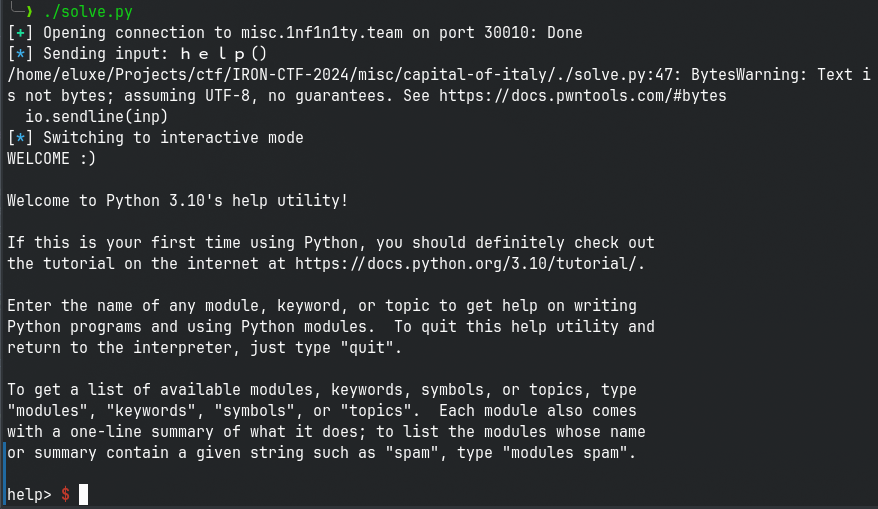 ╰─❯ ./solve.py
[+] Opening connection to misc.1nf1n1ty.team on port 30010: Done
[*] Sending input: ｈｅｌｐ()
/home/eluxe/Projects/ctf/IRON-CTF-2024/misc/capital-of-italy/./solve.py:47: BytesWarning: Text i
s not bytes; assuming UTF-8, no guarantees. See https://docs.pwntools.com/#bytes
  io.sendline(inp)
[*] Switching to interactive mode
WELCOME :)

Welcome to Python 3.10's help utility!

If this is your first time using Python, you should definitely check out
the tutorial on the internet at https://docs.python.org/3.10/tutorial/.

Enter the name of any module, keyword, or topic to get help on writing
Python programs and using Python modules.  To quit this help utility and
return to the interpreter, just type "quit".

To get a list of available modules, keywords, symbols, or topics, type
"modules", "keywords", "symbols", or "topics".  Each module also comes
with a one-line summary of what it does; to list the modules whose name
or summary contain a given string such as "spam", type "modules spam".

help> $